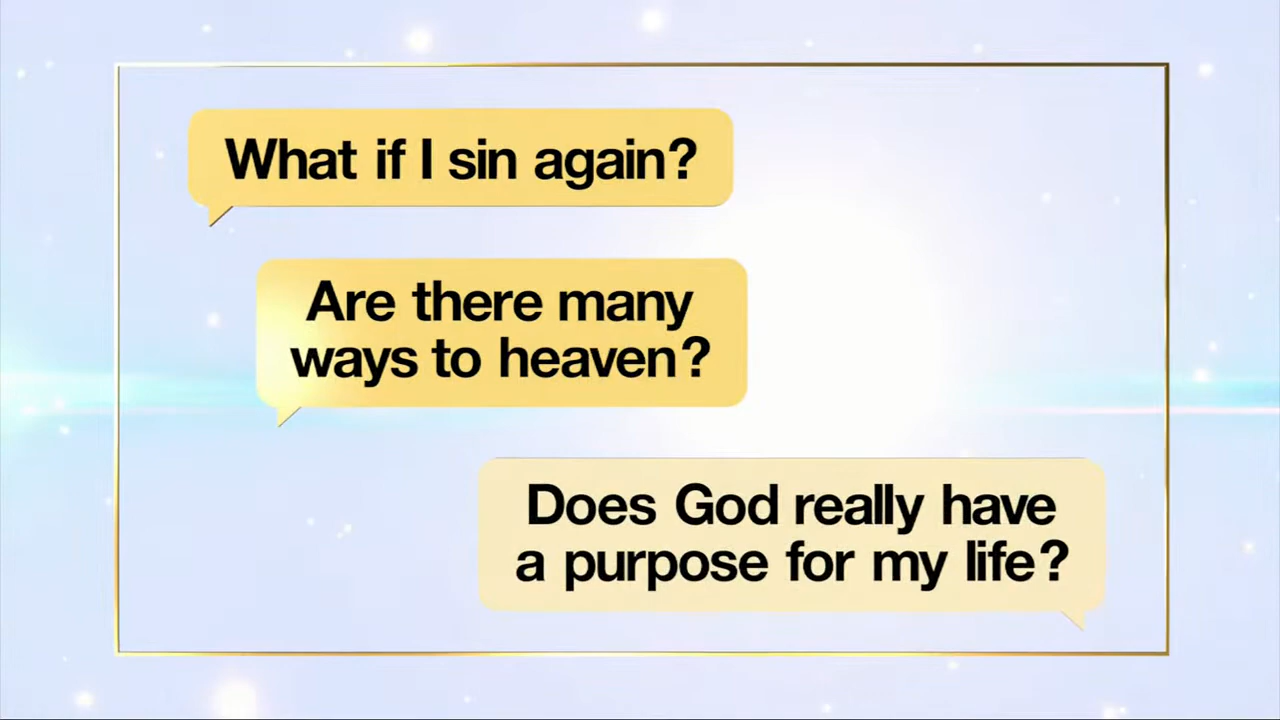 What if I sin again?
Are there many
ways to heaven?
Does God really have
a purpose for my life?